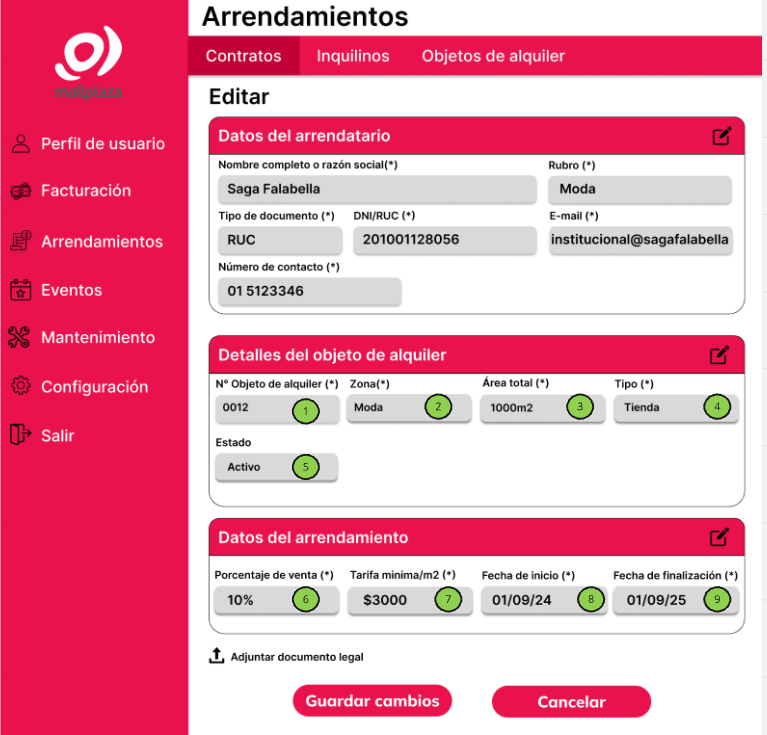 mallplaza
Perfil de usuario
Facturación
Arrendamientos
Eventos
Mantenimiento
Configuración
Salir
Arrendamientos
Contratos Inquilinos Objetos de alquiler
Editar
Datos del arrendatario
Nombre completo o razón social(*) Rubro (*)
Saga Falabella Moda
Tipo de documento (*) DNI/RUC (*) E-mail (*)
RUC 201001128056 institucional@sagafalabella
Número de contacto (*)
01 5123346
Detalles del objeto de alquiler
N° Objeto de alquiler (*) Zona(*) Área total (*) Tipo (*)
0012 1 Moda 2 1000m2 3 Tienda 4
Estado
Activo 5
Datos del arrendamiento
Porcentaje de venta (*) Tarifa minima/m2 (*) Fecha de inicio (*) Fecha de finalización (*)
10% 6 $3000 7 01/09/24 8 01/09/25 9
Adjuntar documento legal
Guardar cambios Cancelar